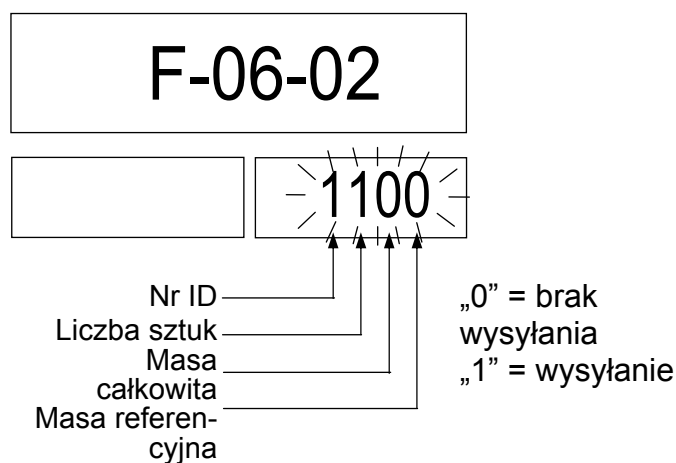 F-06-02
1100
Nr ID
Liczba sztuk
Masa
całkowita
Masa referen-
cyjna
„0” = brak
wysyłania
„1” = wysyłanie